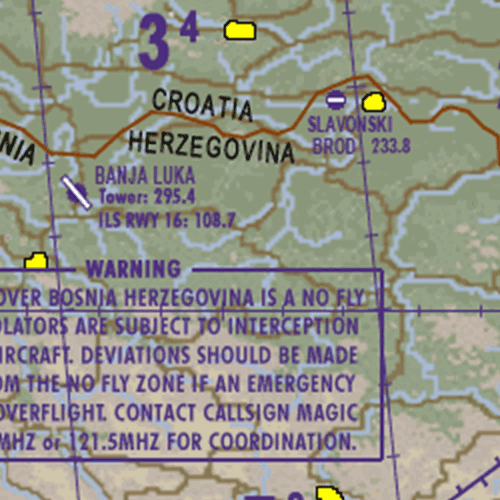 3 4
CROATIA
NIA
HERZEGOVINA
SLAVONSKI
BROD 233.8
BANJA LUKA
Tower: 295.4
ILS RWY 16: 108.7
WARNING
OVER BOSNIA HERZEGOVINA IS A NO FLY
OLATORS ARE SUBJECT TO INTERCEPTION
IRCRAFT. DEVIATIONS SHOULD BE MADE
OM THE NO FLY ZONE IF AN EMERGENCY
OVERFLIGHT. CONTACT CALLSIGN MAGIC
MHZ or 121.5MHZ FOR COORDINATION.